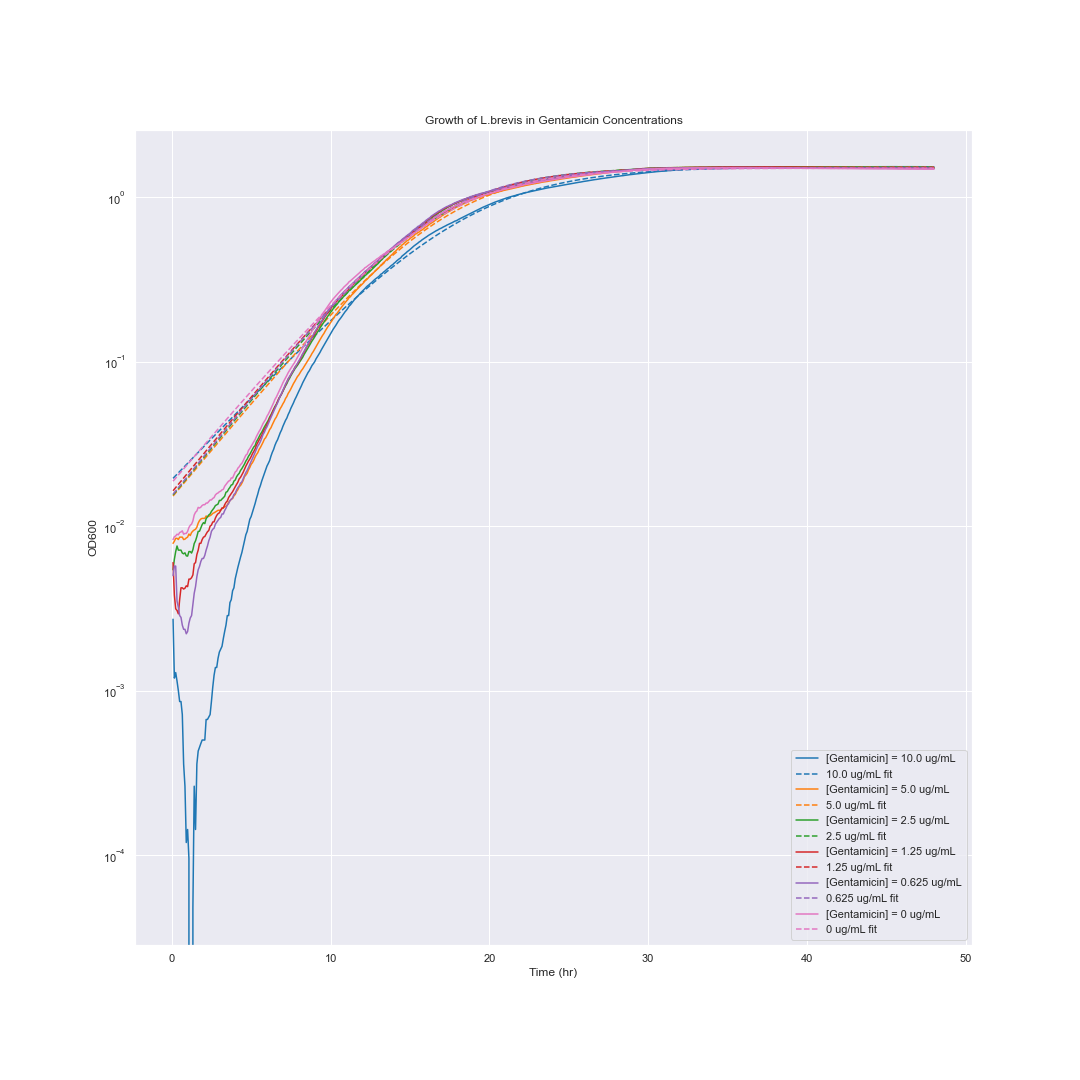 Growth of L.brevis in Gentamicin Concentrations
OD600
10⁰
10⁻¹
10⁻²
10⁻³
10⁻⁴
0 10 20 30 40 50
Time (hr)
[Gentamicin] = 10.0 ug/mL
10.0 ug/mL fit
[Gentamicin] = 5.0 ug/mL
5.0 ug/mL fit
[Gentamicin] = 2.5 ug/mL
2.5 ug/mL fit
[Gentamicin] = 1.25 ug/mL
1.25 ug/mL fit
[Gentamicin] = 0.625 ug/mL
0.625 ug/mL fit
[Gentamicin] = 0 ug/mL
0 ug/mL fit